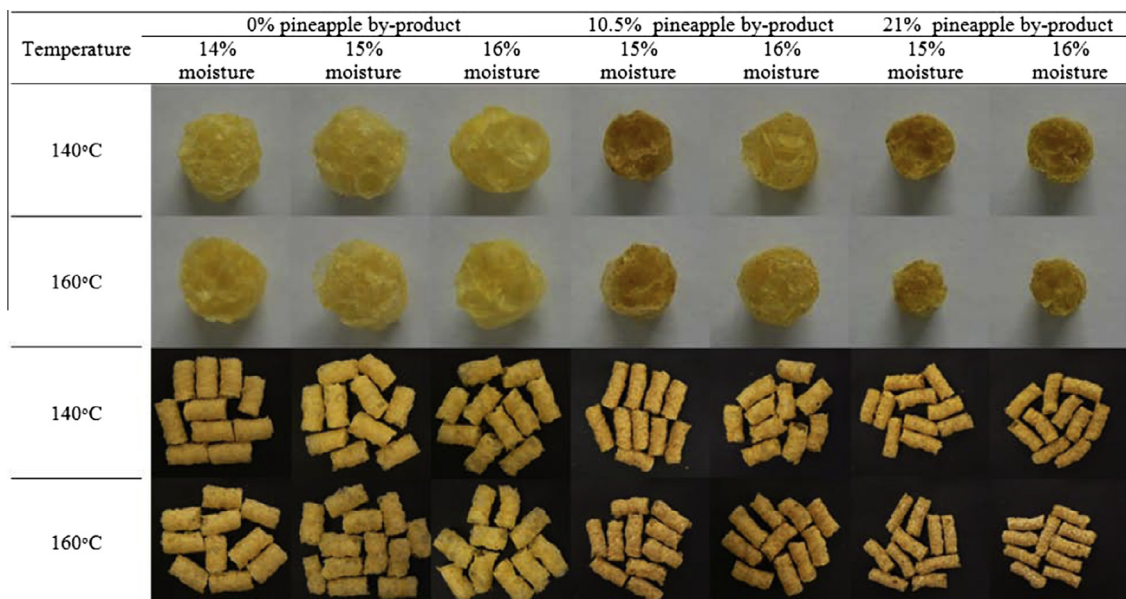 0% pineapple by-product 10.5% pineapple by-product 21% pineapple by-product
Temperature 14% moisture 15% moisture 16% moisture 15% moisture 16% moisture 15% moisture 16% moisture
140°C
160°C
140°C
160°C